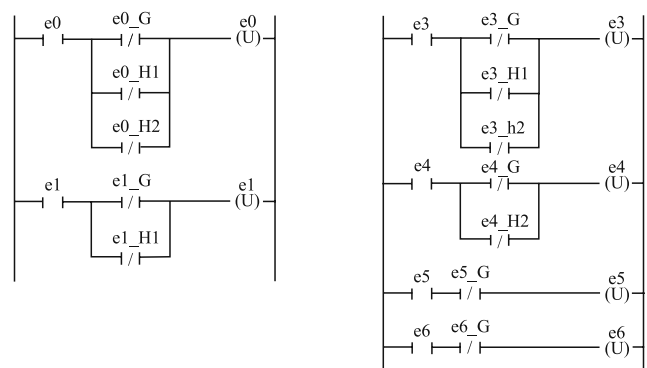 e0 e0_G e0
(U)
e0_H1
e0_H2
e1 e1_G e1
(U)
e1_H1
e3 e3_G e3
(U)
e3_H1
e3_h2
e4 e4_G e4
(U)
e4_H2
e5 e5_G e5
(U)
e6 e6_G e6
(U)